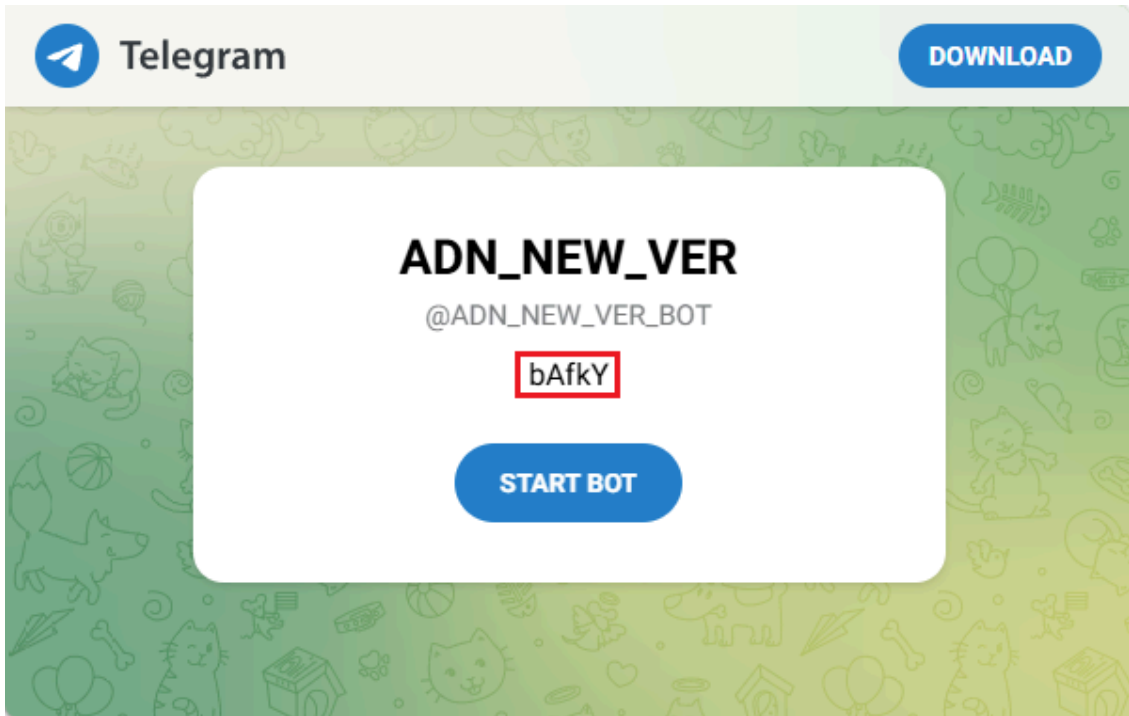 Telegram
DOWNLOAD
ADN_NEW_VER
@ADN_NEW_VER_BOT
bAfkY
START BOT